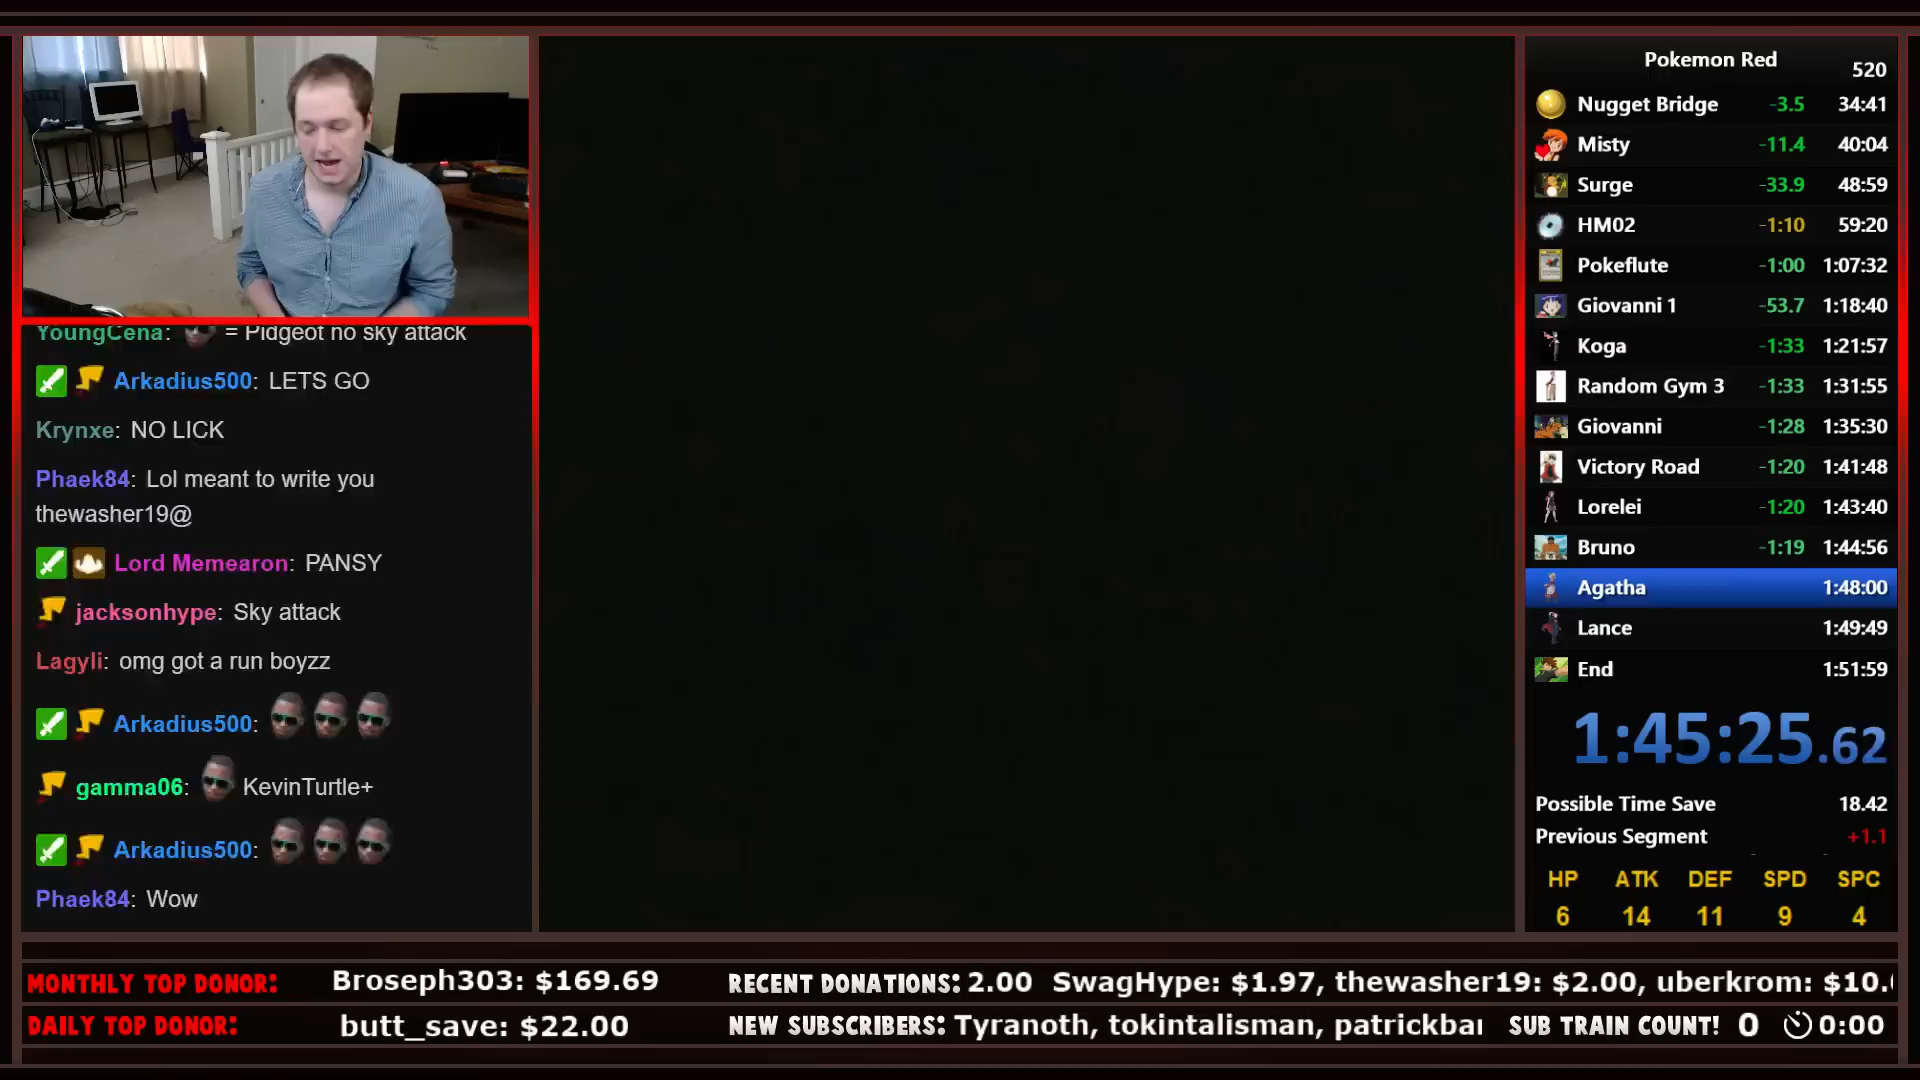 YoungCena: = Pidgeot no sky attack
Arkadius500: LETS GO
Krynxe: NO LICK
Phaek84: Lol meant to write you
thewasher19@
Lord Memearon: PANSY
jacksonhype: Sky attack
Lagyli: omg got a run boyzz
Arkadius500:
gamma06: KevinTurtle+
Arkadius500:
Phaek84: Wow
Pokemon Red
520
Nugget Bridge -3.5 34:41
Misty -11.4 40:04
Surge -33.9 48:59
HM02 -1:10 59:20
Pokeflute -1:00 1:07:32
Giovanni 1 -53.7 1:18:40
Koga -1:33 1:21:57
Random Gym 3 -1:33 1:31:55
Giovanni -1:28 1:35:30
Victory Road -1:20 1:41:48
Lorelei -1:20 1:43:40
Bruno -1:19 1:44:56
Agatha 1:48:00
Lance 1:49:49
End 1:51:59
1:45:25.62
Possible Time Save 18.42
Previous Segment +1.1
HP ATK DEF SPD SPC
6 14 11 9 4
MONTHLY TOP DONOR: Broseph303: $169.69 RECENT DONATIONS: 2.00 SwagHype: $1.97, thewasher19: $2.00, uberkrom: $10.
DAILY TOP DONOR: butt_save: $22.00 NEW SUBSCRIBERS: Tyranoth, tokintalisman, patrickba SUB TRAIN COUNT! 0 0:00